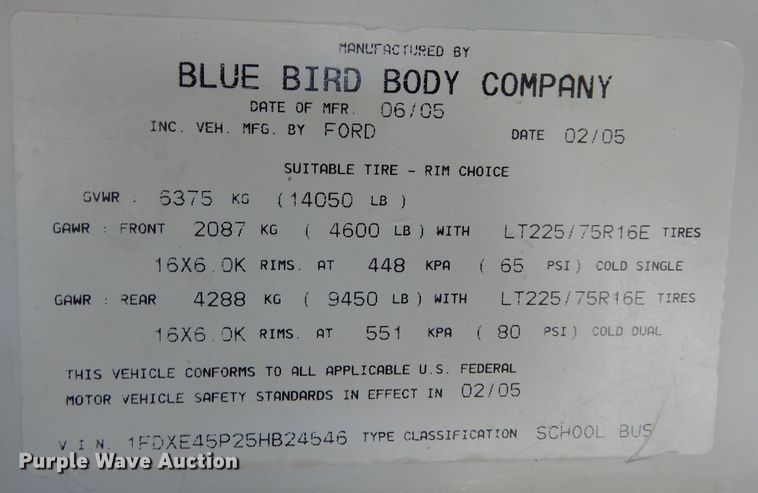 MANUFACTURED BY
BLUE BIRD BODY COMPANY
DATE OF MFR. 06/05
INC. VEH. MFG. BY FORD DATE 02/05
SUITABLE TIRE - RIM CHOICE
GVWR . 6375 KG (14050 LB )
GAWR : FRONT 2087 KG ( 4600 LB ) WITH LT225/75R16E TIRES
16X6.0K RIMS. AT 448 KPA ( 65 PSI ) COLD SINGLE
GAWR : REAR 4288 KG ( 9450 LB ) WITH LT225/75R16E TIRES
16X6.0K RIMS. AT 551 KPA ( 80 PSI ) COLD DUAL
THIS VEHICLE CONFORMS TO ALL APPLICABLE U.S. FEDERAL
MOTOR VEHICLE SAFETY STANDARDS IN EFFECT IN 02/05
V I N. 1FDXE45P25HB24546 TYPE CLASSIFICATION SCHOOL BUS
Purple Wave Auction